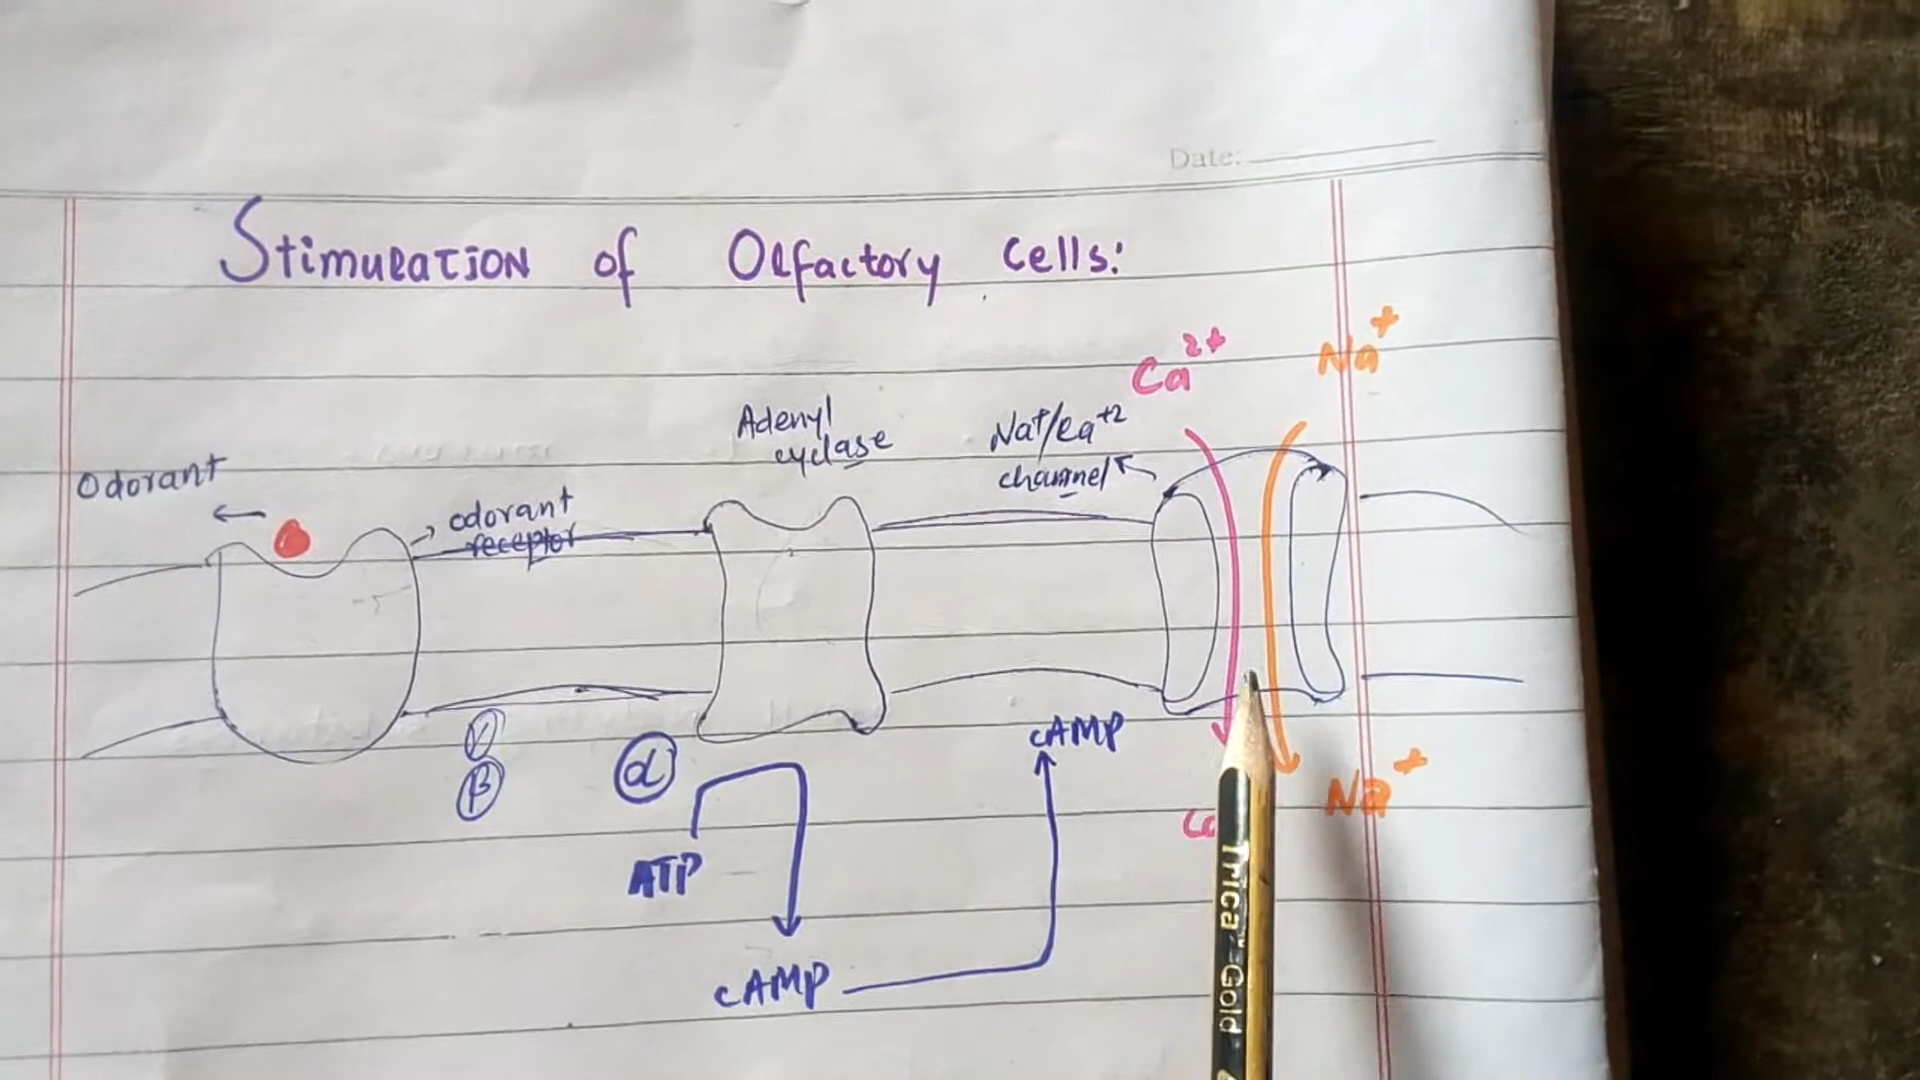 Date:
Stimulation of Olfactory Cells:
Ca2+
Na+
Adenyl
cyclase
Na+/Ca+2
channel
Odorant
odorant
receptor
γ
β
α
cAMP
Na+
ATP
cAMP
Trica Gold